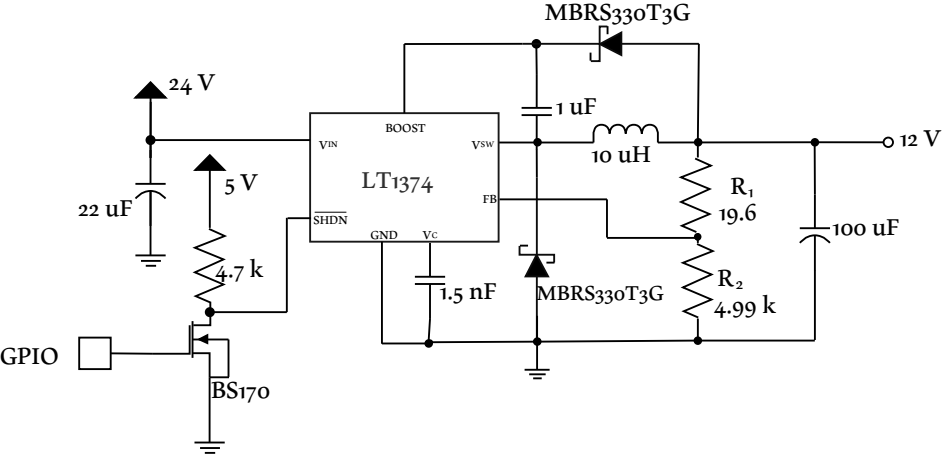 MBRS330T3G
24 V
1 uF
BOOST
VIN
VSW
12 V
10 uH
5 V
LT1374
R1
19.6
22 uF
FB
SHDN
100 uF
GND
VC
4.7 k
R2
4.99 k
1.5 nF
MBRS330T3G
GPIO
BS170